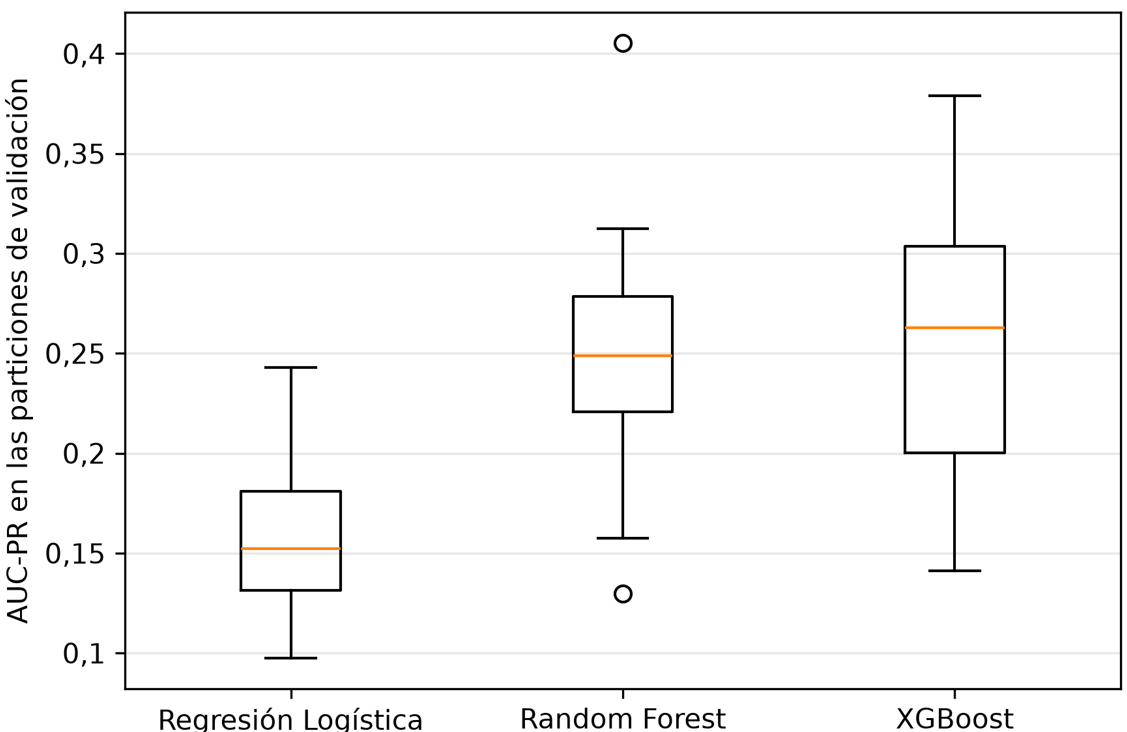 AUC-PR en las particiones de validación
0,4
0,35
0,3
0,25
0,2
0,15
0,1
Regresión Logística
Random Forest
XGBoost